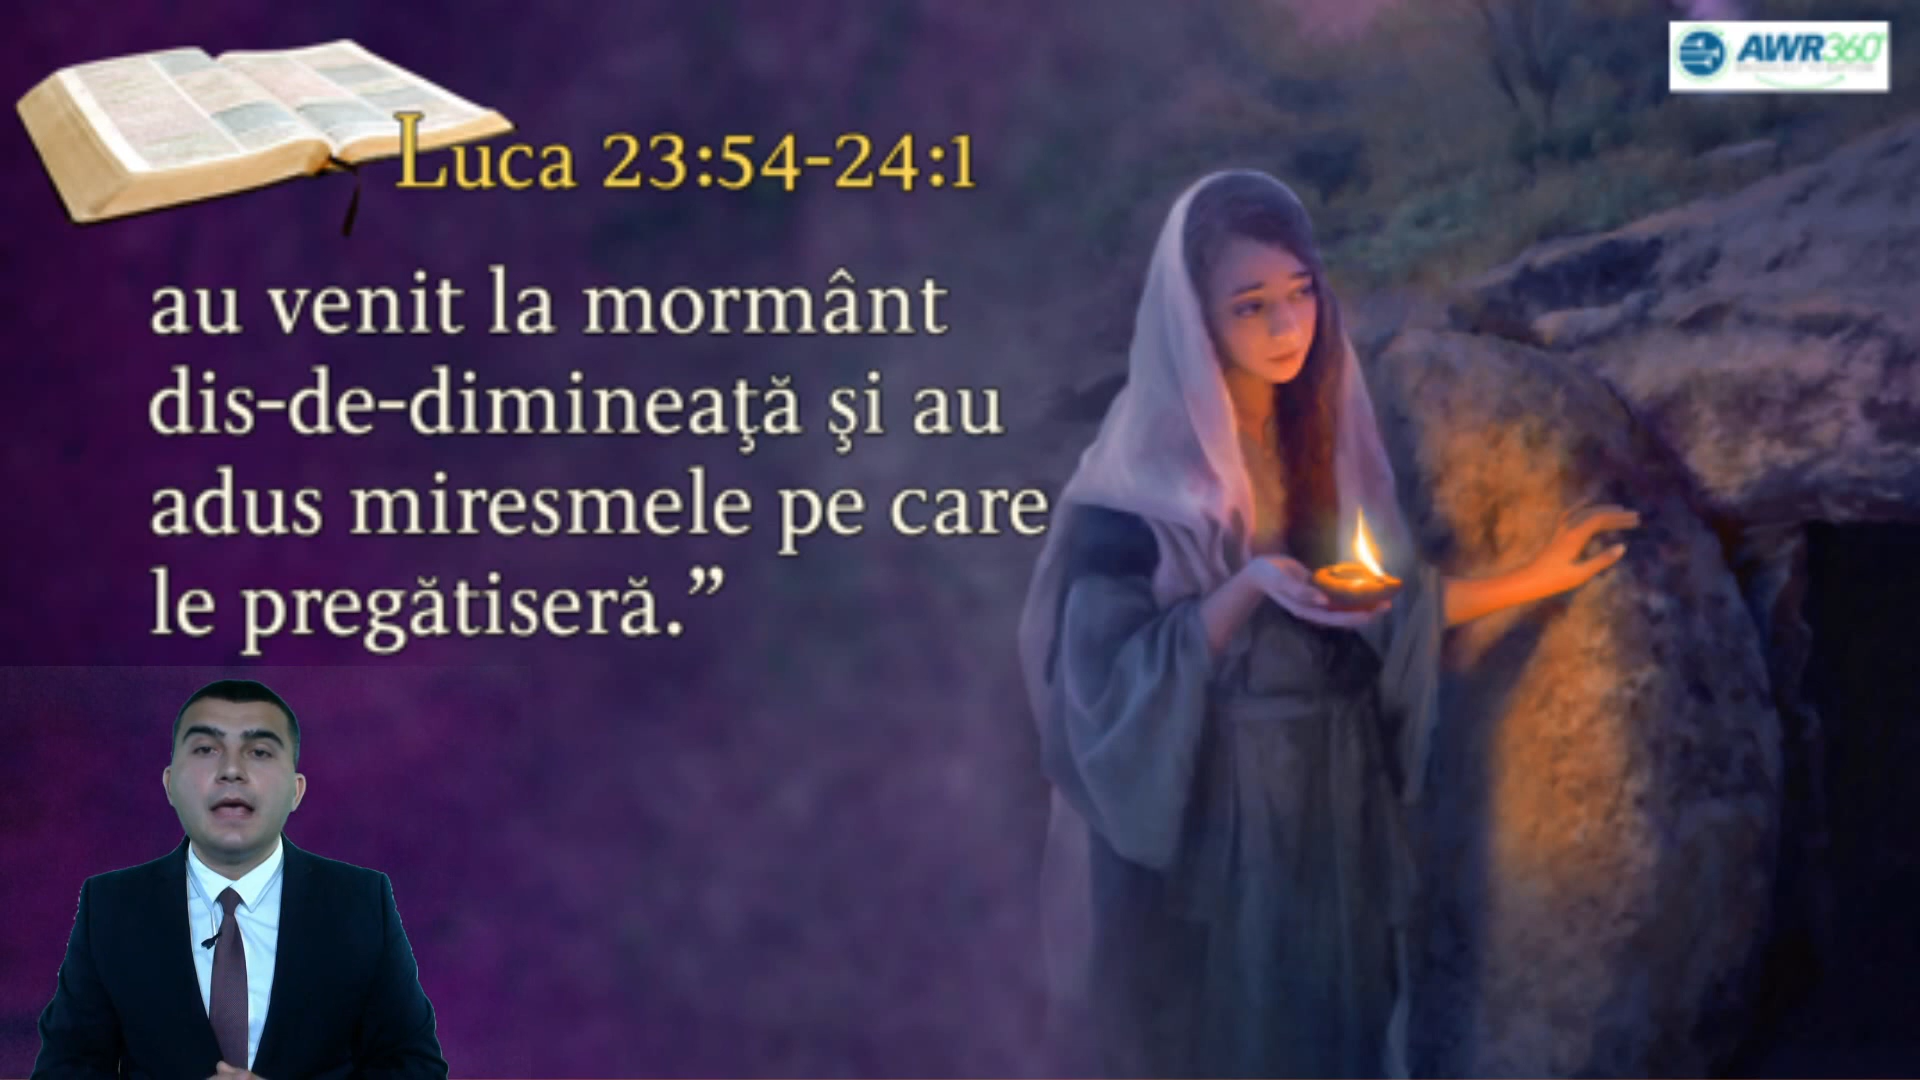 AWR360°
Luca 23:54-24:1
au venit la mormânt
dis-de-dimineaţă şi au
adus miresmele pe care
le pregătiseră.”